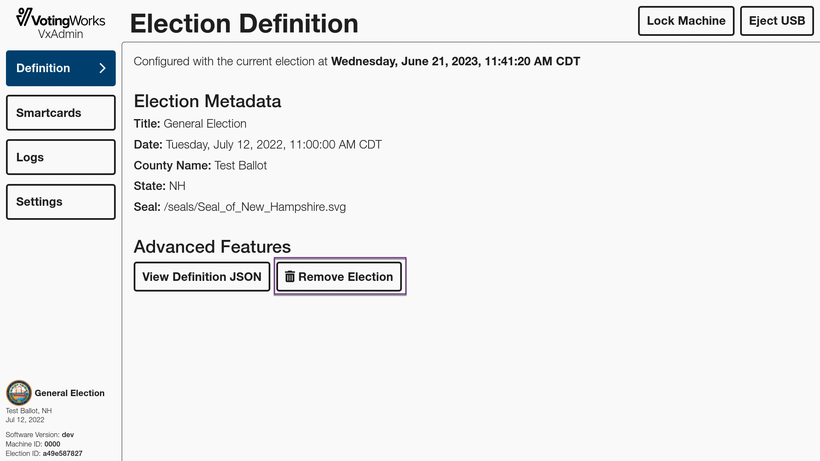 VotingWorks
VxAdmin
Election Definition
Lock Machine
Eject USB
Definition
Smartcards
Logs
Settings
Configured with the current election at Wednesday, June 21, 2023, 11:41:20 AM CDT
Election Metadata
Title: General Election
Date: Tuesday, July 12, 2022, 11:00:00 AM CDT
County Name: Test Ballot
State: NH
Seal: /seals/Seal_of_New_Hampshire.svg
Advanced Features
View Definition JSON
Remove Election
General Election
Test Ballot, NH
Jul 12, 2022
Software Version: dev
Machine ID: 0000
Election ID: a49e587827